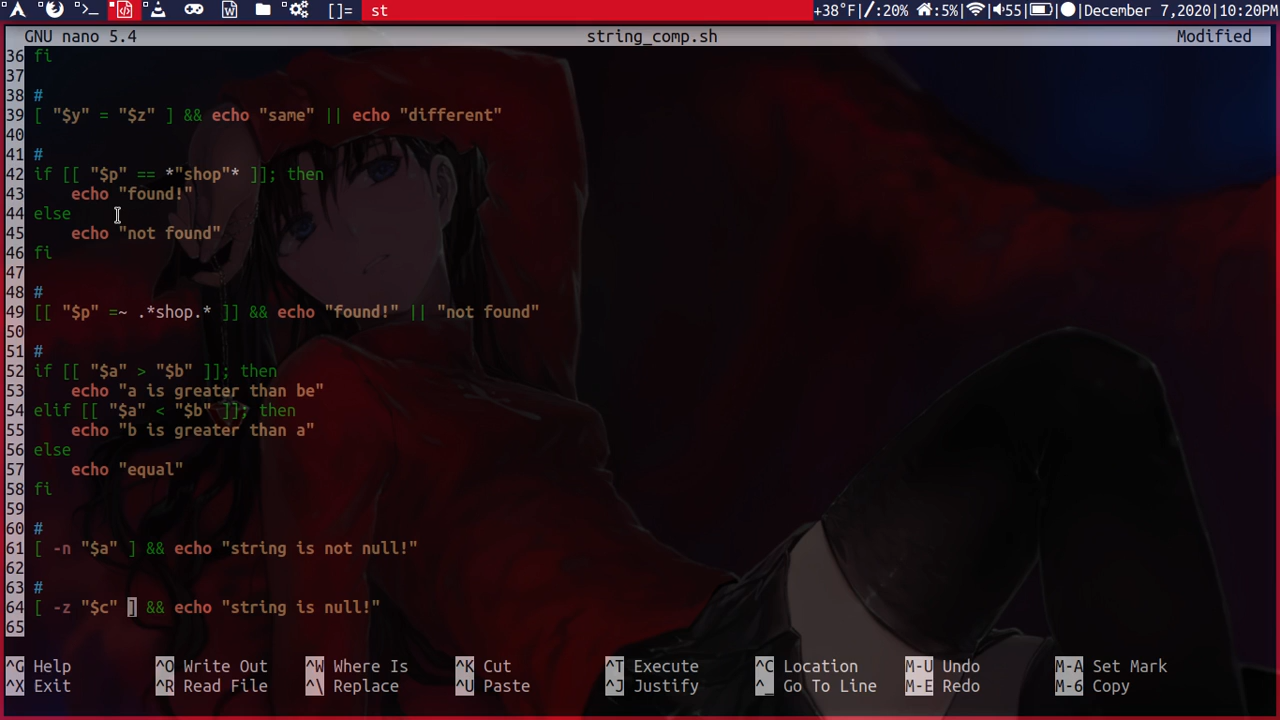 []= st +38°F|/:20% :5%| | 55| | |December 7,2020|10:20PM
GNU nano 5.4 string_comp.sh Modified
36 fi
37
38 #
39 [ "$y" = "$z" ] && echo "same" || echo "different"
40
41 #
42 if [[ "$p" == *"shop"* ]]; then
43     echo "found!"
44 else
45     echo "not found"
46 fi
47
48 #
49 [[ "$p" =~ .*shop.* ]] && echo "found!" || "not found"
50
51 #
52 if [[ "$a" > "$b" ]]; then
53     echo "a is greater than be"
54 elif [[ "$a" < "$b" ]]; then
55     echo "b is greater than a"
56 else
57     echo "equal"
58 fi
59
60 #
61 [ -n "$a" ] && echo "string is not null!"
62
63 #
64 [ -z "$c" ] && echo "string is null!"
65
^G Help ^O Write Out ^W Where Is ^K Cut ^T Execute ^C Location M-U Undo M-A Set Mark
^X Exit ^R Read File ^\ Replace ^U Paste ^J Justify ^_ Go To Line M-E Redo M-6 Copy